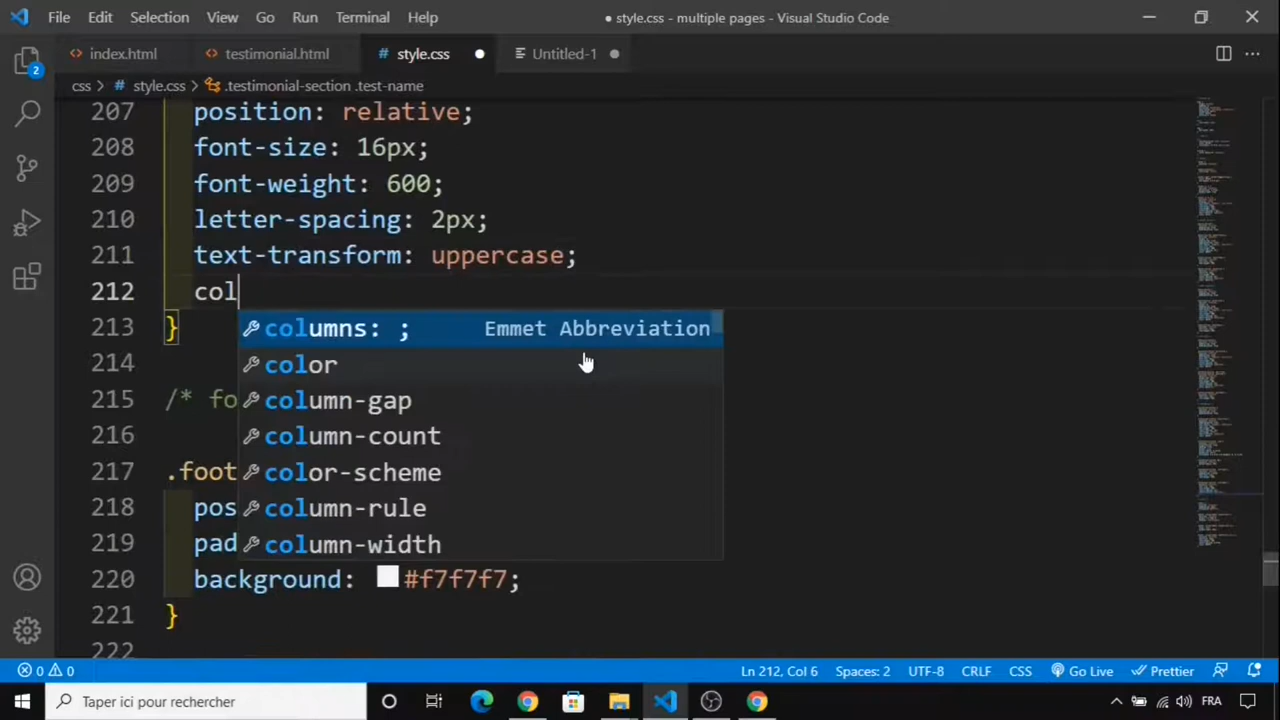 File Edit Selection View Go Run Terminal Help ● style.css - multiple pages - Visual Studio Code
<> index.html <> testimonial.html # style.css ● Untitled-1 ●
css > # style.css > .testimonial-section .test-name
207 position: relative;
208 font-size: 16px;
209 font-weight: 600;
210 letter-spacing: 2px;
211 text-transform: uppercase;
212 col
213 }
columns: ; Emmet Abbreviation
214
color
215 /* fo
column-gap
216
column-count
217 .foot
color-scheme
218 pos
column-rule
219 pad
column-width
220 background: #f7f7f7;
221 }
222
2
0 0 Ln 212, Col 6 Spaces: 2 UTF-8 CRLF CSS Go Live Prettier
Taper ici pour rechercher FRA